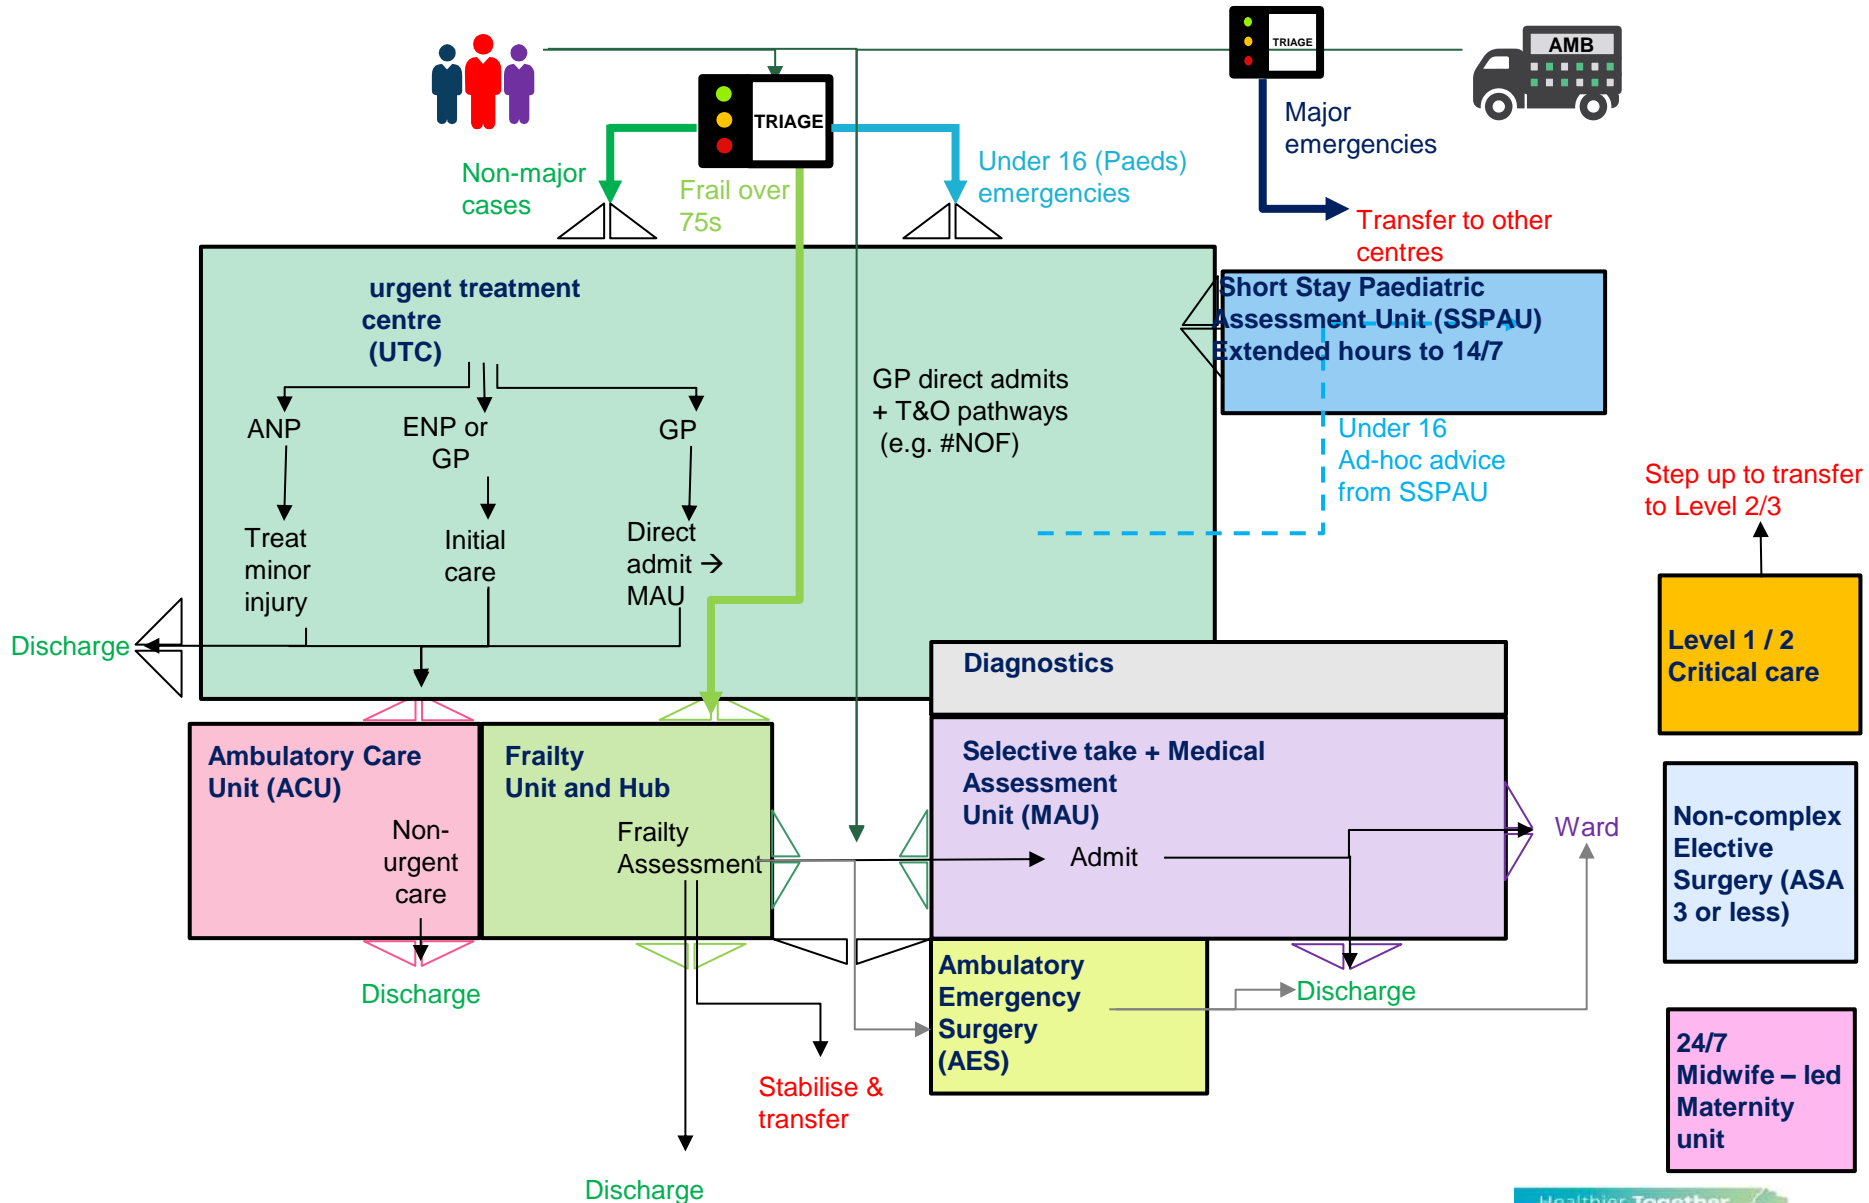 TRIAGE
AMB
TRIAGE
Major
emergencies
Non-major
cases
Frail over
75s
Under 16 (Paeds)
emergencies
Transfer to other
centres
urgent treatment
centre
(UTC)
Short Stay Paediatric
Assessment Unit (SSPAU)
Extended hours to 14/7
GP direct admits
+ T&O pathways
(e.g. #NOF)
ANP
ENP or
GP
GP
Under 16
Ad-hoc advice
from SSPAU
Step up to transfer
to Level 2/3
Treat
minor
injury
Initial
care
Direct
admit →
MAU
Discharge
Diagnostics
Level 1 / 2
Critical care
Ambulatory Care
Unit (ACU)
Non-
urgent
care
Frailty
Unit and Hub
Frailty
Assessment
Selective take + Medical
Assessment
Unit (MAU)
Admit
Ward
Non-complex
Elective
Surgery (ASA
3 or less)
Discharge
Ambulatory
Emergency
Surgery
(AES)
Discharge
Stabilise &
transfer
24/7
Midwife – led
Maternity
unit
Discharge
Healthier Together